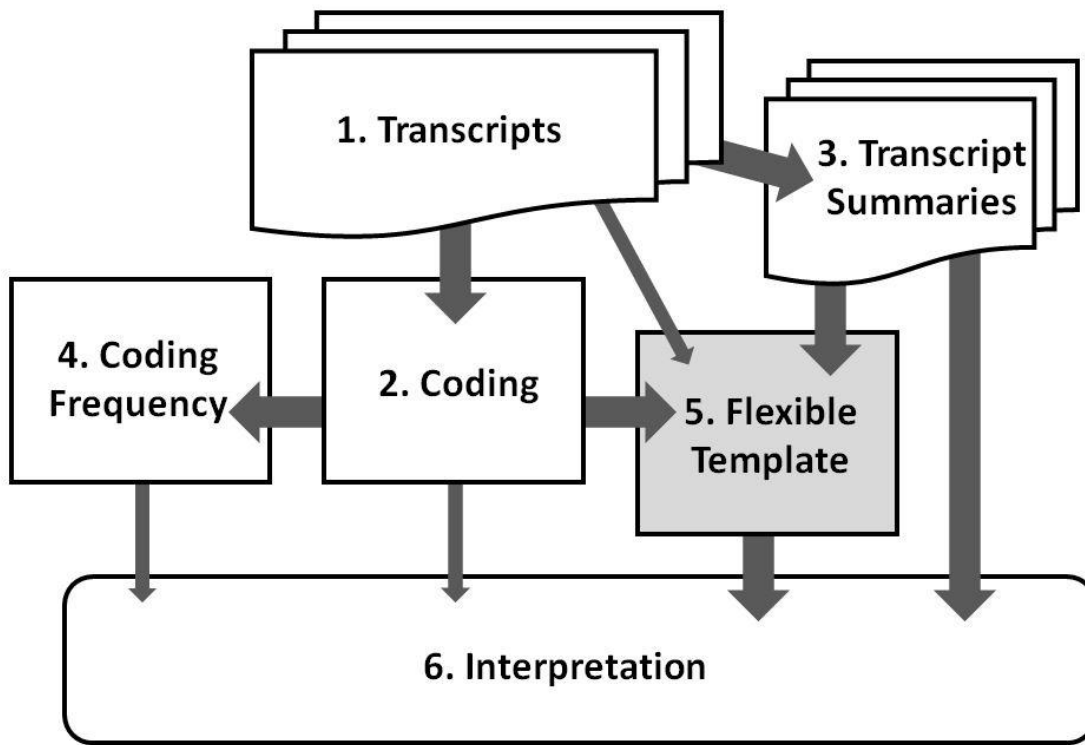 1. Transcripts
3. Transcript
Summaries
4. Coding
Frequency
2. Coding
5. Flexible
Template
6. Interpretation